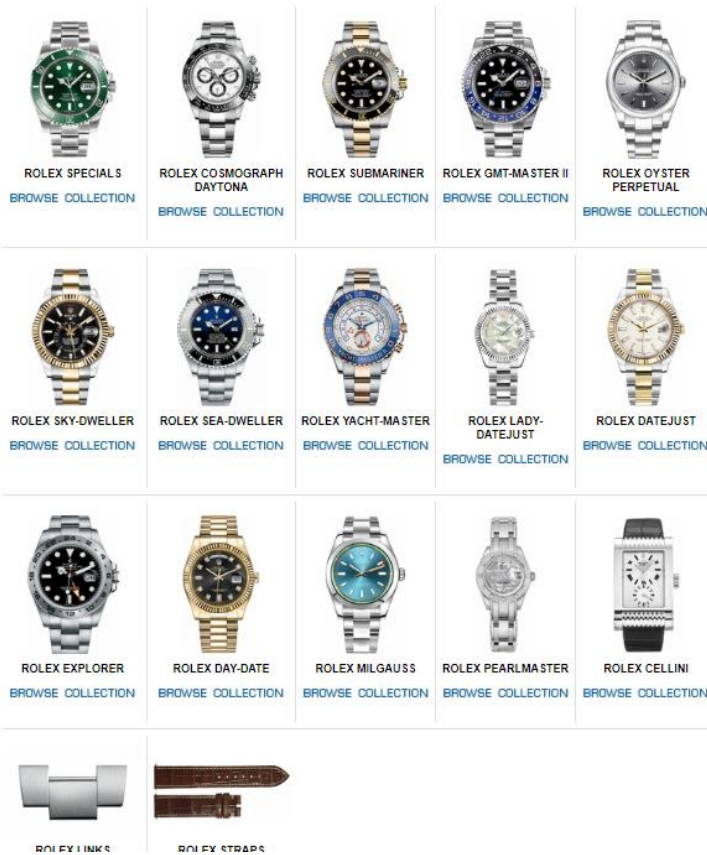 ROLEX SPECIALS
BROWSE COLLECTION
ROLEX COSMOGRAPH
DAYTONA
BROWSE COLLECTION
ROLEX SUBMARINER
BROWSE COLLECTION
ROLEX GMT-MASTER II
BROWSE COLLECTION
ROLEX OYSTER
PERPETUAL
BROWSE COLLECTION
ROLEX SKY-DWELLER
BROWSE COLLECTION
ROLEX SEA-DWELLER
BROWSE COLLECTION
ROLEX YACHT-MASTER
BROWSE COLLECTION
ROLEX LADY-
DATEJUST
BROWSE COLLECTION
ROLEX DATEJUST
BROWSE COLLECTION
ROLEX EXPLORER
BROWSE COLLECTION
ROLEX DAY-DATE
BROWSE COLLECTION
ROLEX MILGAUSS
BROWSE COLLECTION
ROLEX PEARLMASTER
BROWSE COLLECTION
ROLEX CELLINI
BROWSE COLLECTION
ROLEX LINKS
ROLEX STRAPS